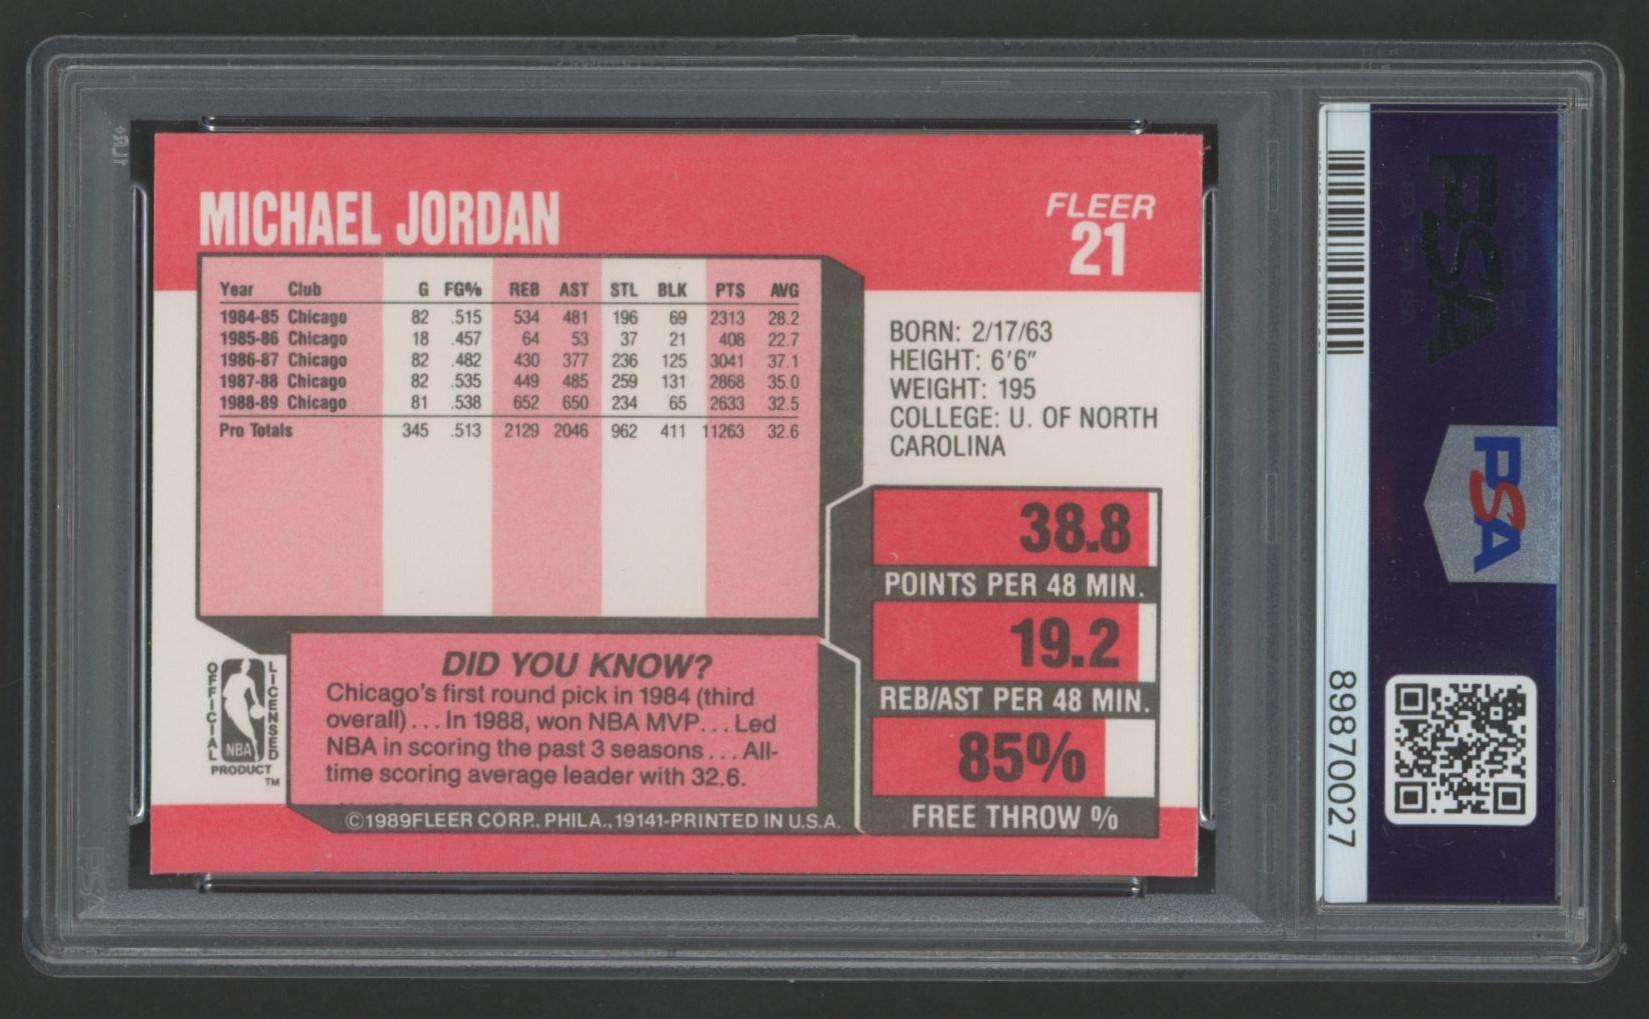 MICHAEL JORDAN
FLEER
21
Year Club G FG% REB AST STL BLK PTS AVG
1984-85 Chicago 82 .515 534 481 196 69 2313 28.2
1985-86 Chicago 18 .457 64 53 37 21 408 22.7
1986-87 Chicago 82 .482 430 377 236 125 3041 37.1
1987-88 Chicago 82 .535 449 485 259 131 2868 35.0
1988-89 Chicago 81 .538 652 650 234 65 2633 32.5
Pro Totals 345 .513 2129 2046 962 411 11263 32.6
BORN: 2/17/63
HEIGHT: 6'6"
WEIGHT: 195
COLLEGE: U. OF NORTH
CAROLINA
38.8
POINTS PER 48 MIN.
19.2
REB/AST PER 48 MIN.
85%
FREE THROW %
OFFICIAL
LICENSED
NBA
PRODUCT
TM
DID YOU KNOW?
Chicago's first round pick in 1984 (third
overall)...In 1988, won NBA MVP...Led
NBA in scoring the past 3 seasons...All-
time scoring average leader with 32.6.
©1989FLEER CORP., PHILA., 19141-PRINTED IN U.S.A.
PSA
PSA
89870027
PSA